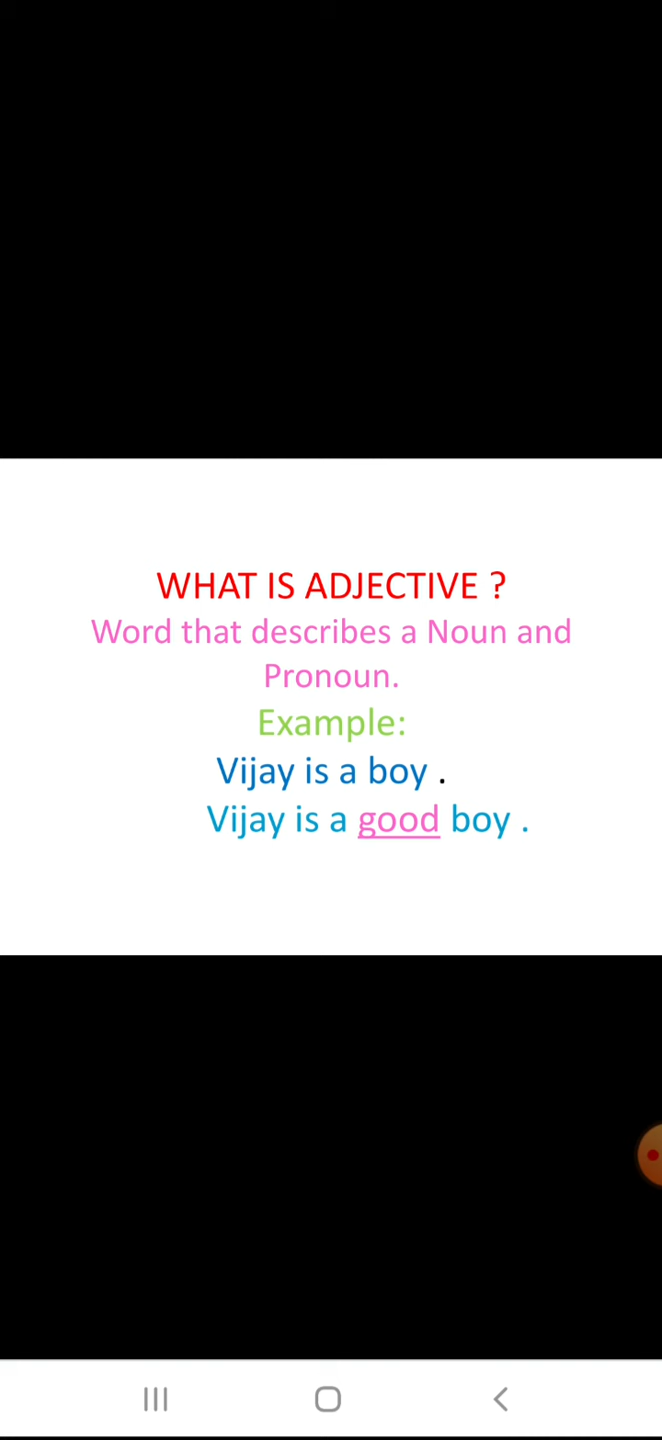 WHAT IS ADJECTIVE ?
Word that describes a Noun and
Pronoun.
Example:
Vijay is a boy .
Vijay is a good boy .